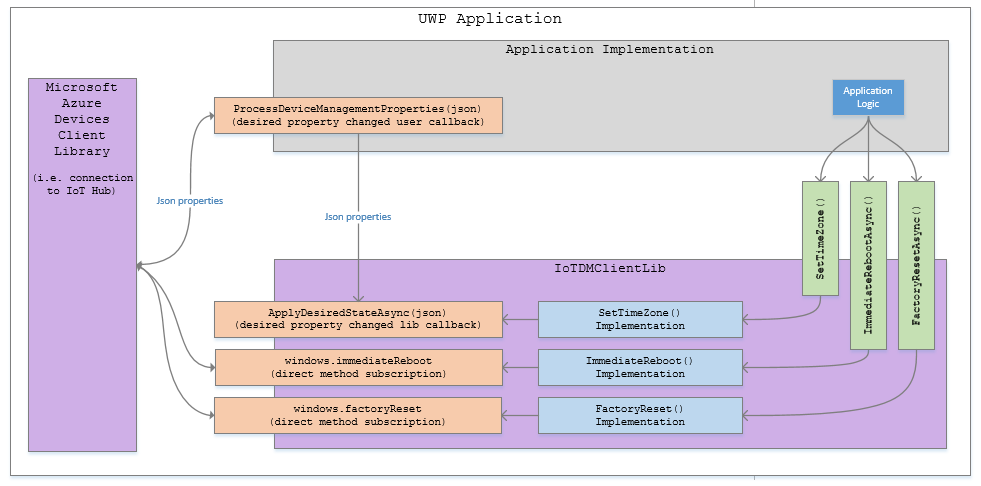 UWP Application
Application Implementation
Microsoft
Azure
Devices
Client
Library
(i.e. connection
to IoT Hub)
ProcessDeviceManagementProperties(json)
(desired property changed user callback)
Application
Logic
Json properties
Json properties
SetTimeZone()
ImmediateRebootAsync()
FactoryResetAsync()
IoTDMClientLib
ApplyDesiredStateAsync(json)
(desired property changed lib callback)
SetTimeZone()
Implementation
windows.immediateReboot
(direct method subscription)
ImmediateReboot()
Implementation
windows.factoryReset
(direct method subscription)
FactoryReset()
Implementation